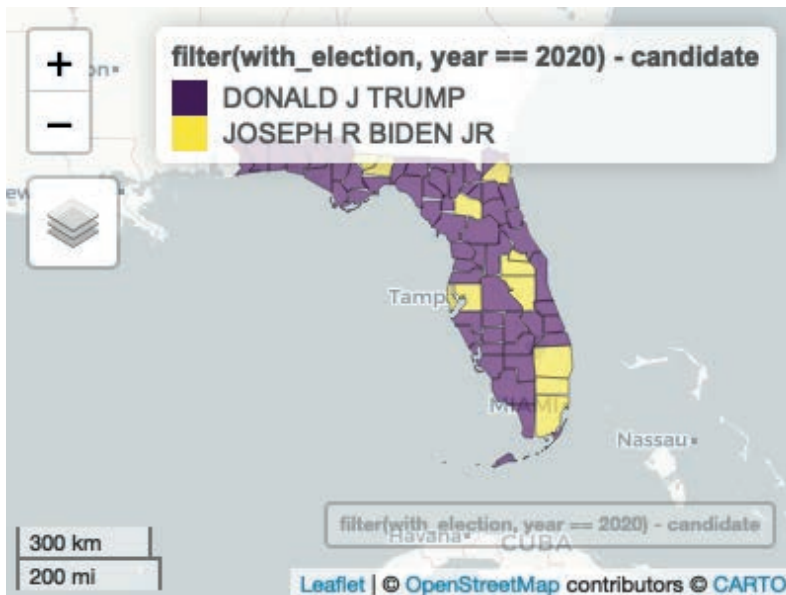 +
−
filter(with_election, year == 2020) - candidate
DONALD J TRUMP
JOSEPH R BIDEN JR
Tampa
MIAMI
Nassau
filter(with_election, year == 2020) - candidate
Havana
CUBA
300 km
200 mi
Leaflet | © OpenStreetMap contributors © CARTO